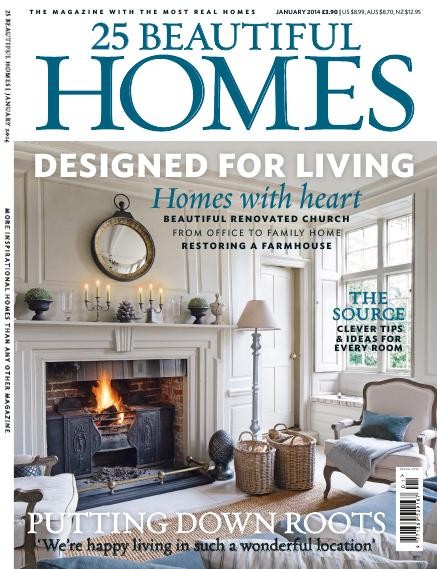 THE MAGAZINE WITH THE MOST REAL HOMES
JANUARY 2014 £3.90 | US$8.99, AUS$8.70, NZ$12.95
25 BEAUTIFUL
HOMES
25 BEAUTIFUL HOMES | JANUARY 2014
MORE INSPIRATIONAL HOMES THAN ANY OTHER MAGAZINE
DESIGNED FOR LIVING
Homes with heart
BEAUTIFUL RENOVATED CHURCH
FROM OFFICE TO FAMILY HOME
RESTORING A FARMHOUSE
THE
SOURCE
CLEVER TIPS
& IDEAS FOR
EVERY ROOM
PUTTING DOWN ROOTS
‘We’re happy living in such a wonderful location’